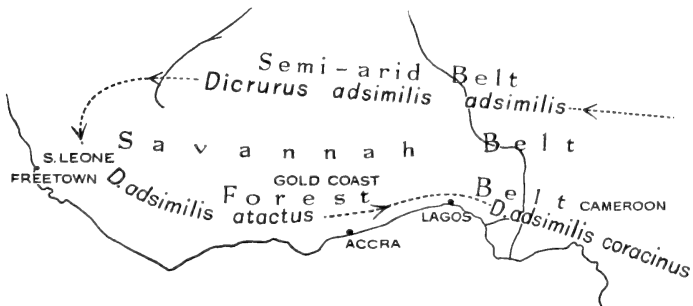 Semi-arid Belt
Dicrurus adsimilis adsimilis
Savannah Belt
S. LEONE
FREETOWN
GOLD COAST
Forest Belt
D. adsimilis atactus
D. adsimilis coracinus
CAMEROON
LAGOS
ACCRA